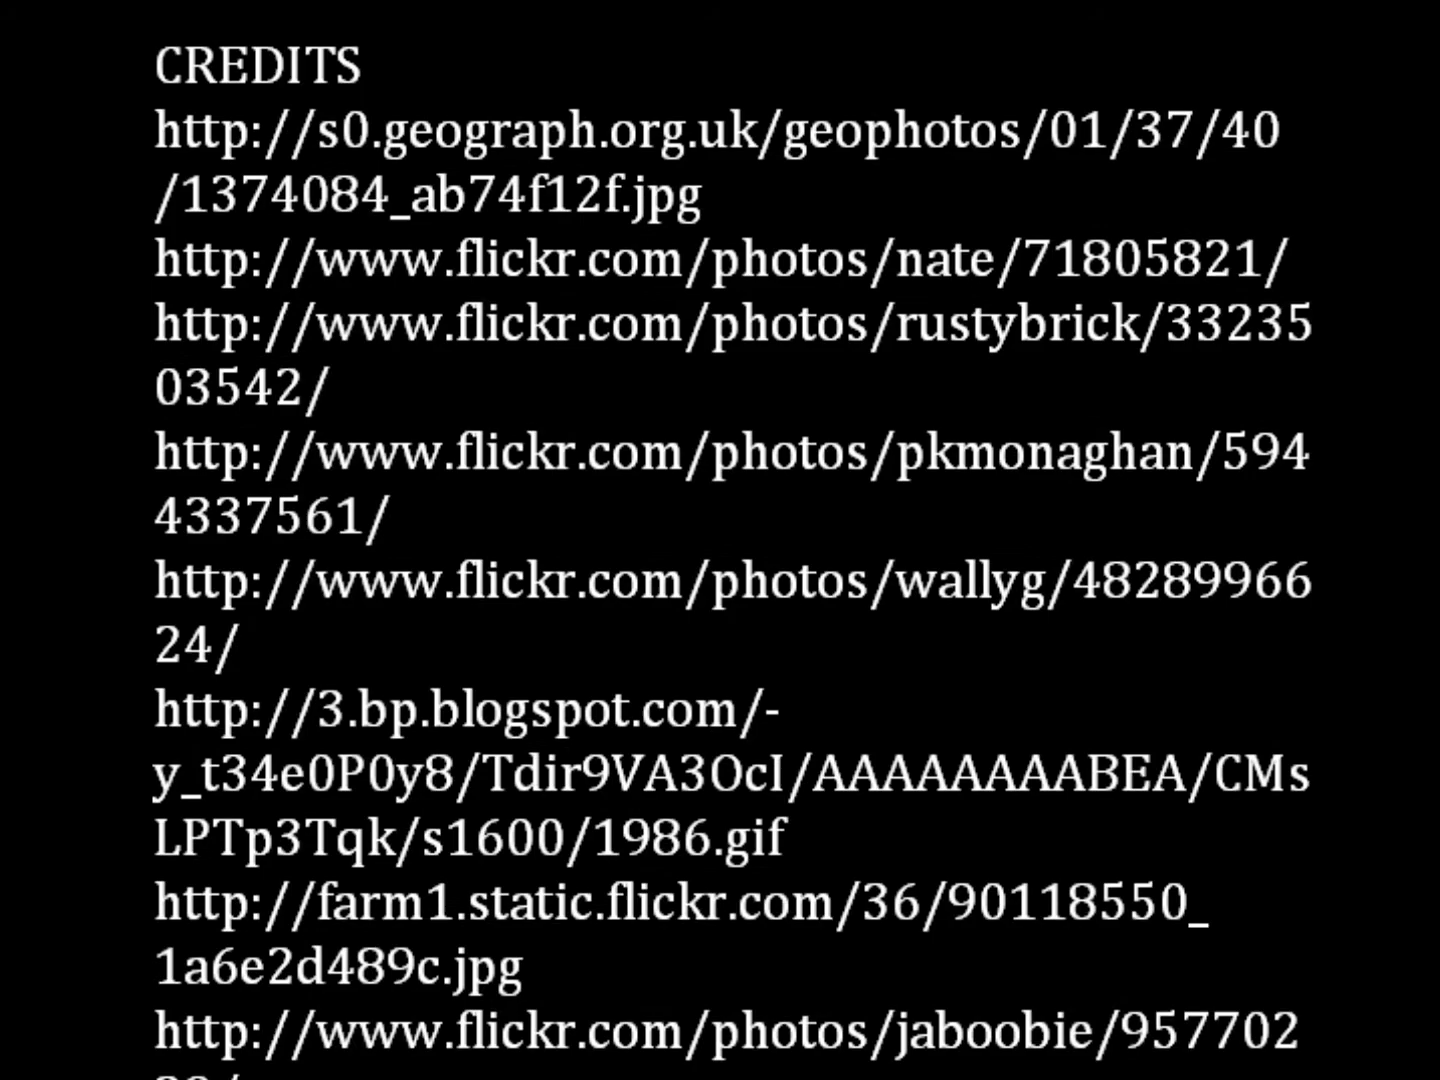 CREDITS
http://s0.geograph.org.uk/geophotos/01/37/40
/1374084_ab74f12f.jpg
http://www.flickr.com/photos/nate/71805821/
http://www.flickr.com/photos/rustybrick/33235
03542/
http://www.flickr.com/photos/pkmonaghan/594
4337561/
http://www.flickr.com/photos/wallyg/48289966
24/
http://3.bp.blogspot.com/-
y_t34e0P0y8/Tdir9VA3OcI/AAAAAAAABEA/CMs
LPTp3Tqk/s1600/1986.gif
http://farm1.static.flickr.com/36/90118550_
1a6e2d489c.jpg
http://www.flickr.com/photos/jaboobie/957702